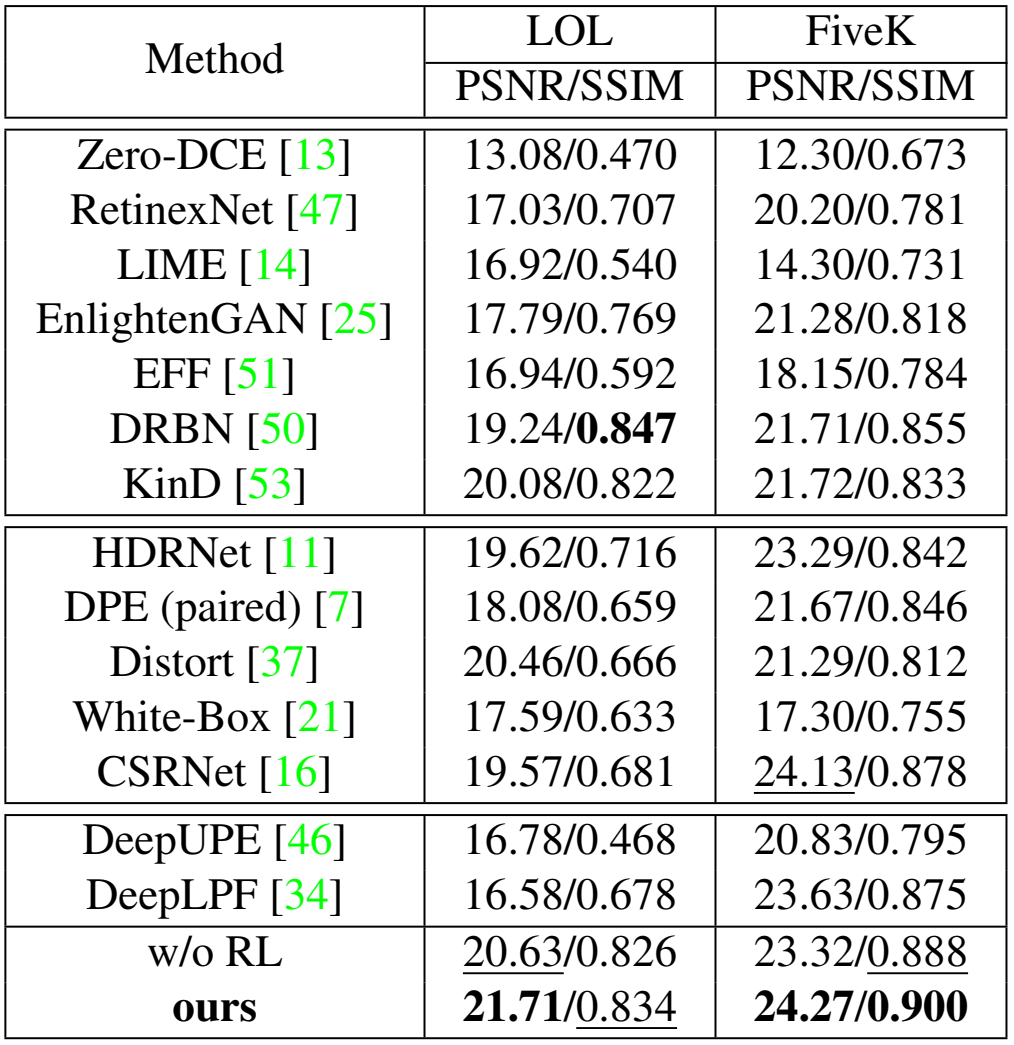 Method LOL FiveK
PSNR/SSIM PSNR/SSIM
Zero-DCE [13] 13.08/0.470 12.30/0.673
RetinexNet [47] 17.03/0.707 20.20/0.781
LIME [14] 16.92/0.540 14.30/0.731
EnlightenGAN [25] 17.79/0.769 21.28/0.818
EFF [51] 16.94/0.592 18.15/0.784
DRBN [50] 19.24/0.847 21.71/0.855
KinD [53] 20.08/0.822 21.72/0.833
HDRNet [11] 19.62/0.716 23.29/0.842
DPE (paired) [7] 18.08/0.659 21.67/0.846
Distort [37] 20.46/0.666 21.29/0.812
White-Box [21] 17.59/0.633 17.30/0.755
CSRNet [16] 19.57/0.681 24.13/0.878
DeepUPE [46] 16.78/0.468 20.83/0.795
DeepLPF [34] 16.58/0.678 23.63/0.875
w/o RL 20.63/0.826 23.32/0.888
ours 21.71/0.834 24.27/0.900